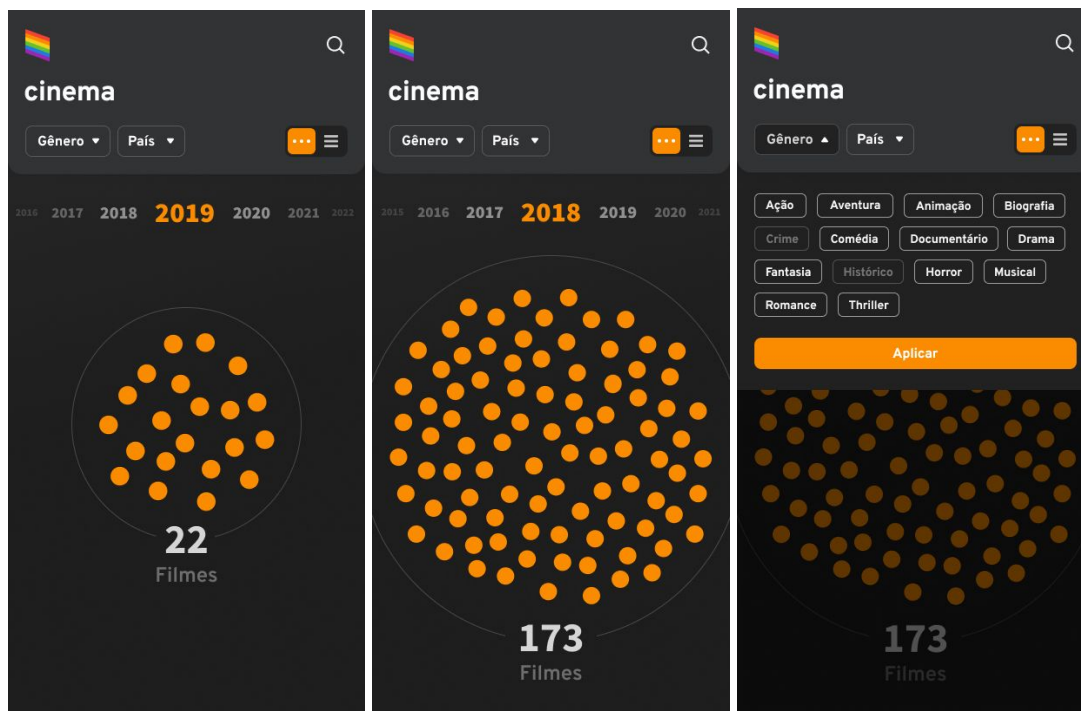 cinema
Gênero País
2016 2017 2018 2019 2020 2021 2022
22
Filmes
cinema
Gênero País
2015 2016 2017 2018 2019 2020 2021
173
Filmes
cinema
Gênero País
Ação Aventura Animação Biografia
Crime Comédia Documentário Drama
Fantasia Histórico Horror Musical
Romance Thriller
Aplicar
173
Filmes